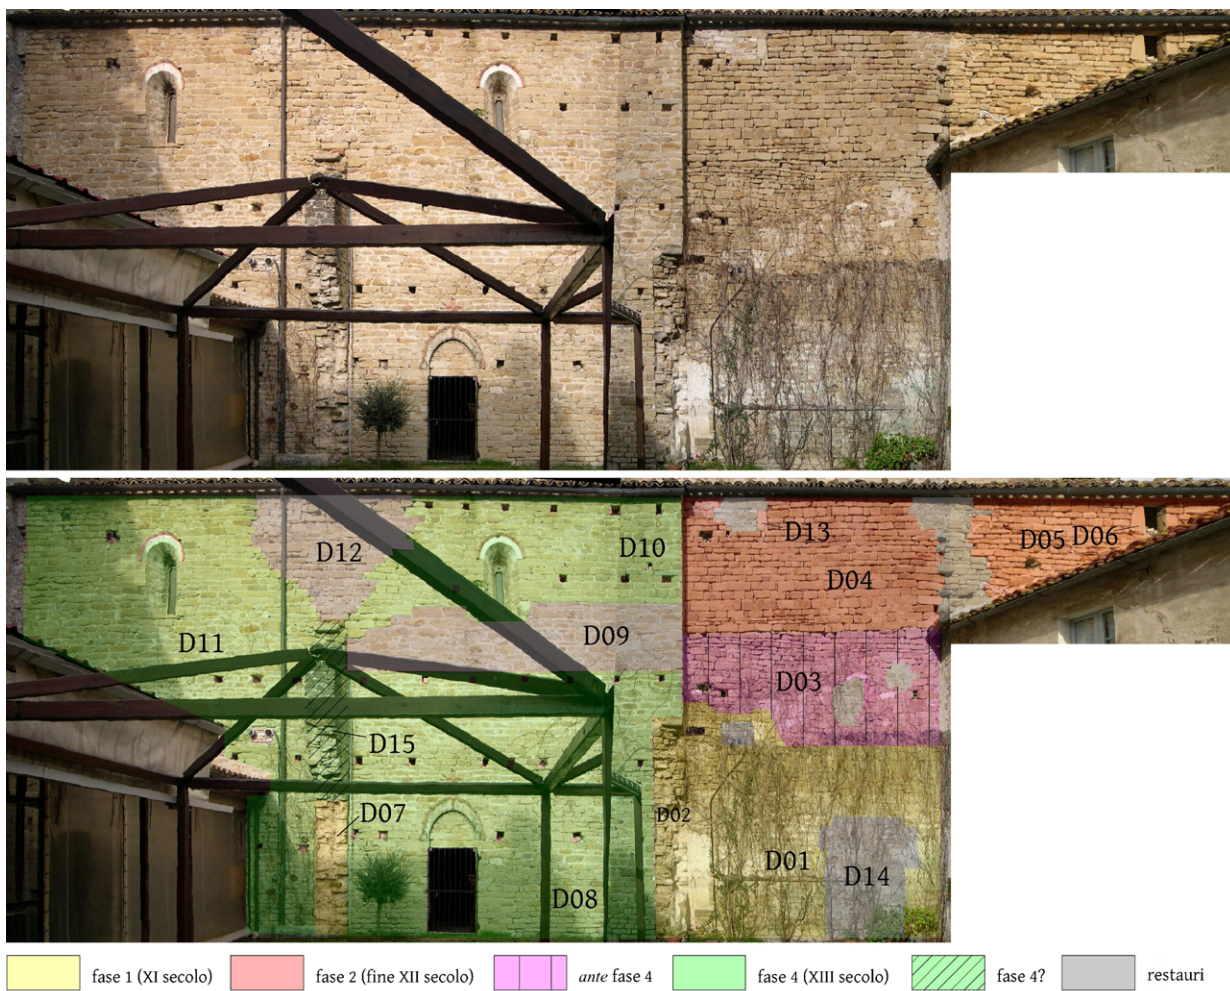 D13
D12
D10
D05 D06
D04
D11
D09
D03
D15
D07
D02
D01
D14
D08
fase 1 (XI secolo)
fase 2 (fine XII secolo)
ante fase 4
fase 4 (XIII secolo)
fase 4?
restauri